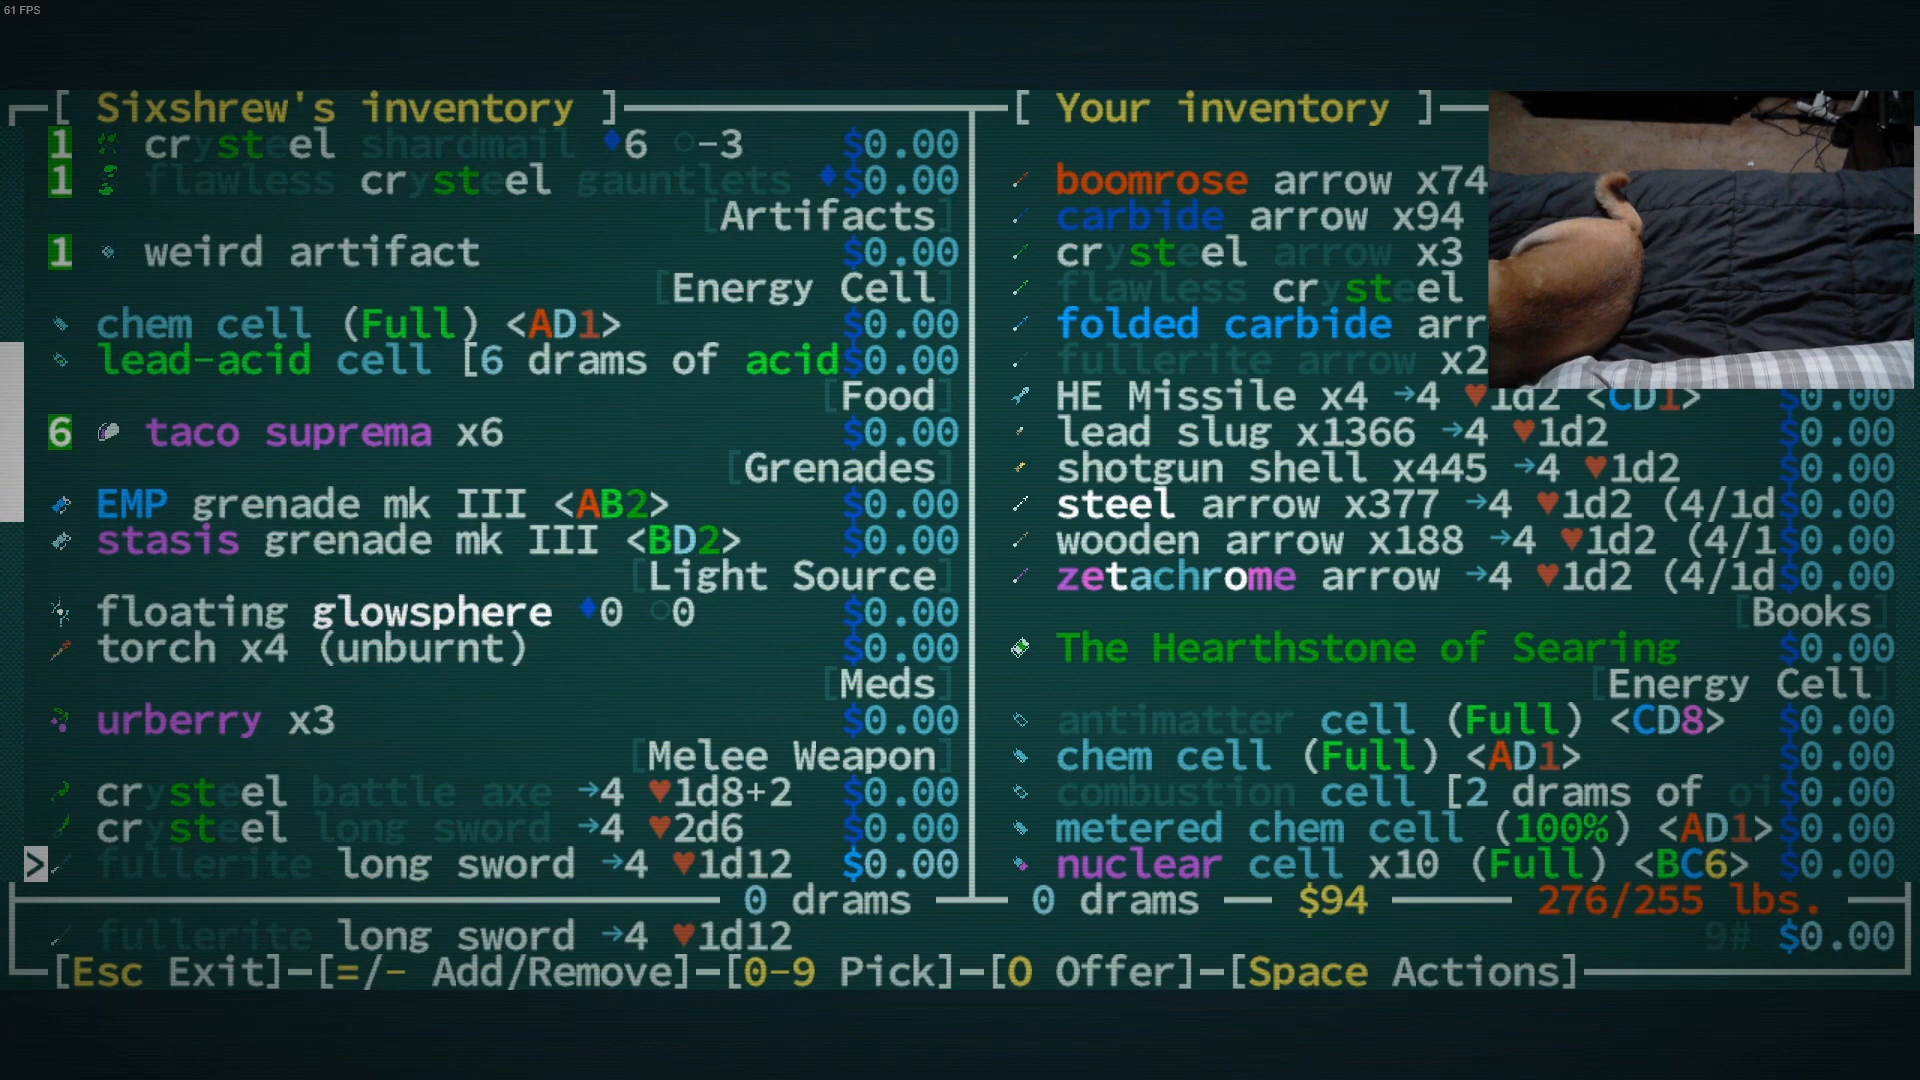 61 FPS
[ Sixshrew's inventory ]
1 crysteel shardmail ♦6 ○-3 $0.00
1 flawless crysteel gauntlets ♦ $0.00
[Artifacts]
1 weird artifact $0.00
[Energy Cell]
chem cell (Full) <AD1> $0.00
lead-acid cell [6 drams of acid $0.00
[Food]
6 taco suprema x6 $0.00
[Grenades]
EMP grenade mk III <AB2> $0.00
stasis grenade mk III <BD2> $0.00
[Light Source]
floating glowsphere ♦0 ○0 $0.00
torch x4 (unburnt) $0.00
[Meds]
urberry x3 $0.00
[Melee Weapon]
crysteel battle axe →4 ♥1d8+2 $0.00
crysteel long sword →4 ♥2d6 $0.00
> fullerite long sword →4 ♥1d12 $0.00
0 drams
[ Your inventory ]
boomrose arrow x74
carbide arrow x94
crysteel arrow x3
flawless crysteel
folded carbide arr
fullerite arrow x2
HE Missile x4 →4 ♥1d2 <CD1> $0.00
lead slug x1366 →4 ♥1d2 $0.00
shotgun shell x445 →4 ♥1d2 $0.00
steel arrow x377 →4 ♥1d2 (4/1d $0.00
wooden arrow x188 →4 ♥1d2 (4/1 $0.00
zetachrome arrow →4 ♥1d2 (4/1d $0.00
[Books]
The Hearthstone of Searing $0.00
[Energy Cell]
antimatter cell (Full) <CD8> $0.00
chem cell (Full) <AD1> $0.00
combustion cell [2 drams of oi $0.00
metered chem cell (100%) <AD1> $0.00
nuclear cell x10 (Full) <BC6> $0.00
0 drams $94 276/255 lbs.
fullerite long sword →4 ♥1d12 9# $0.00
[Esc Exit]-[=/- Add/Remove]-[0-9 Pick]-[O Offer]-[Space Actions]